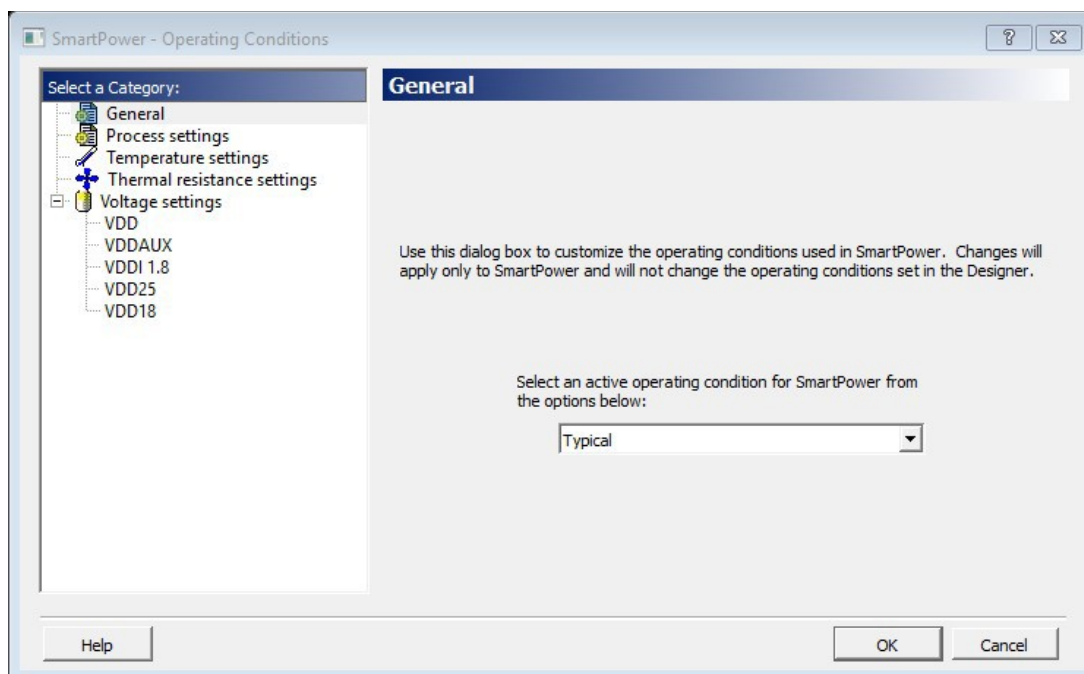 SmartPower - Operating Conditions
Select a Category:
General
Process settings
Temperature settings
Thermal resistance settings
Voltage settings
VDD
VDDAUX
VDDI 1.8
VDD25
VDD18
General
Use this dialog box to customize the operating conditions used in SmartPower. Changes will
apply only to SmartPower and will not change the operating conditions set in the Designer.
Select an active operating condition for SmartPower from
the options below:
Typical
Help
OK
Cancel